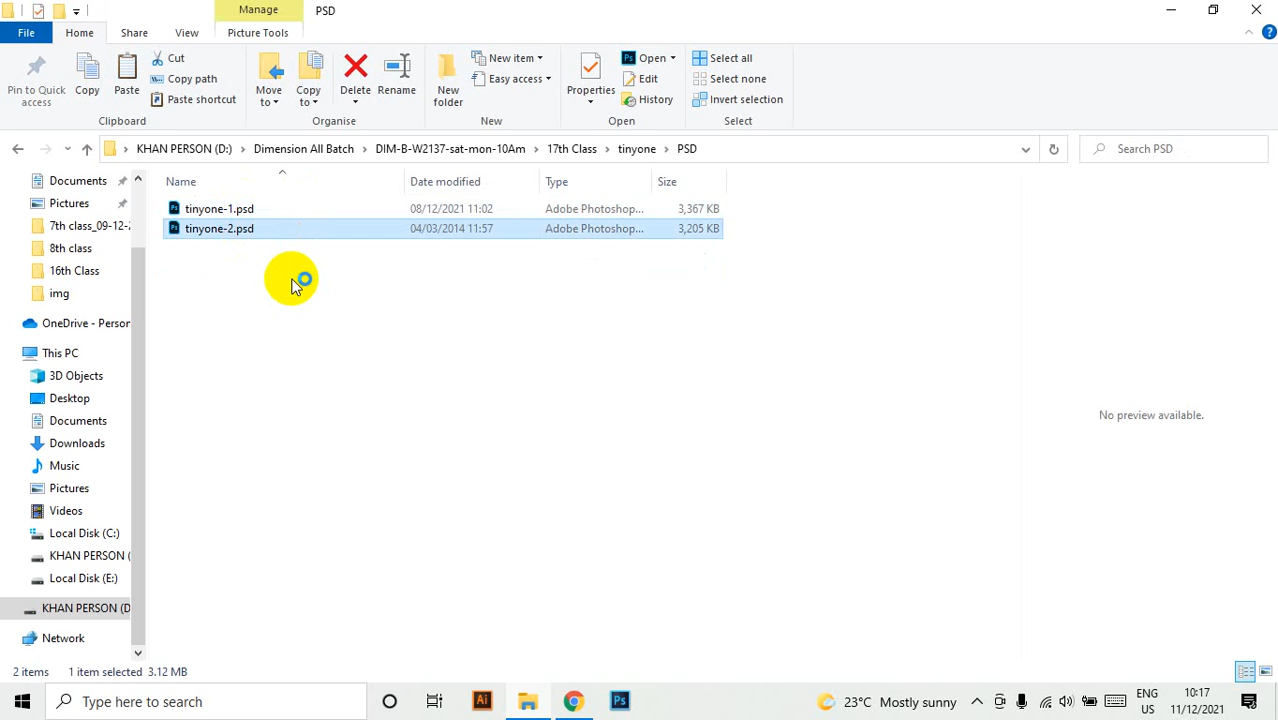 Manage
PSD
File
Home
Share
View
Picture Tools
Pin to Quick access
Copy
Paste
Cut
Copy path
Paste shortcut
Clipboard
Move to
Copy to
Delete
Rename
Organise
New folder
New item
Easy access
New
Properties
Open
Edit
History
Open
Select all
Select none
Invert selection
Select
KHAN PERSON (D:) > Dimension All Batch > DIM-B-W2137-sat-mon-10Am > 17th Class > tinyone > PSD
Search PSD
Name Date modified Type Size
tinyone-1.psd 08/12/2021 11:02 Adobe Photoshop... 3,367 KB
tinyone-2.psd 04/03/2014 11:57 Adobe Photoshop... 3,205 KB
Documents
Pictures
7th class_09-12-2
8th class
16th Class
img
OneDrive - Person
This PC
3D Objects
Desktop
Documents
Downloads
Music
Pictures
Videos
Local Disk (C:)
KHAN PERSON (
Local Disk (E:)
KHAN PERSON (D
Network
No preview available.
2 items 1 item selected 3.12 MB
Type here to search
Ai
Ps
23°C Mostly sunny
ENG
US
0:17
11/12/2021